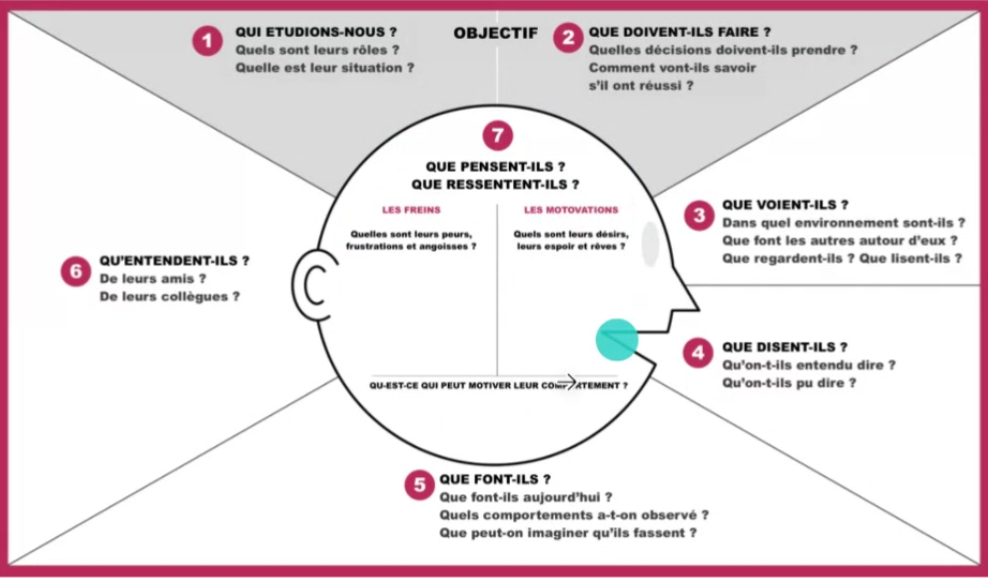 OBJECTIF
1
QUI ETUDIONS-NOUS ?
Quels sont leurs rôles ?
Quelle est leur situation ?
2
QUE DOIVENT-ILS FAIRE ?
Quelles décisions doivent-ils prendre ?
Comment vont-ils savoir
s'il ont réussi ?
3
QUE VOIENT-ILS ?
Dans quel environnement sont-ils ?
Que font les autres autour d'eux ?
Que regardent-ils ? Que lisent-ils ?
4
QUE DISENT-ILS ?
Qu'on-t-ils entendu dire ?
Qu'on-t-ils pu dire ?
5
QUE FONT-ILS ?
Que font-ils aujourd'hui ?
Quels comportements a-t-on observé ?
Que peut-on imaginer qu'ils fassent ?
6
QU'ENTENDENT-ILS ?
De leurs amis ?
De leurs collègues ?
7
QUE PENSENT-ILS ?
QUE RESSENTENT-ILS ?
LES FREINS
Quelles sont leurs peurs,
frustrations et angoisses ?
LES MOTOVATIONS
Quels sont leurs désirs,
leurs espoir et rêves ?
QU-EST-CE QUI PEUT MOTIVER LEUR ?